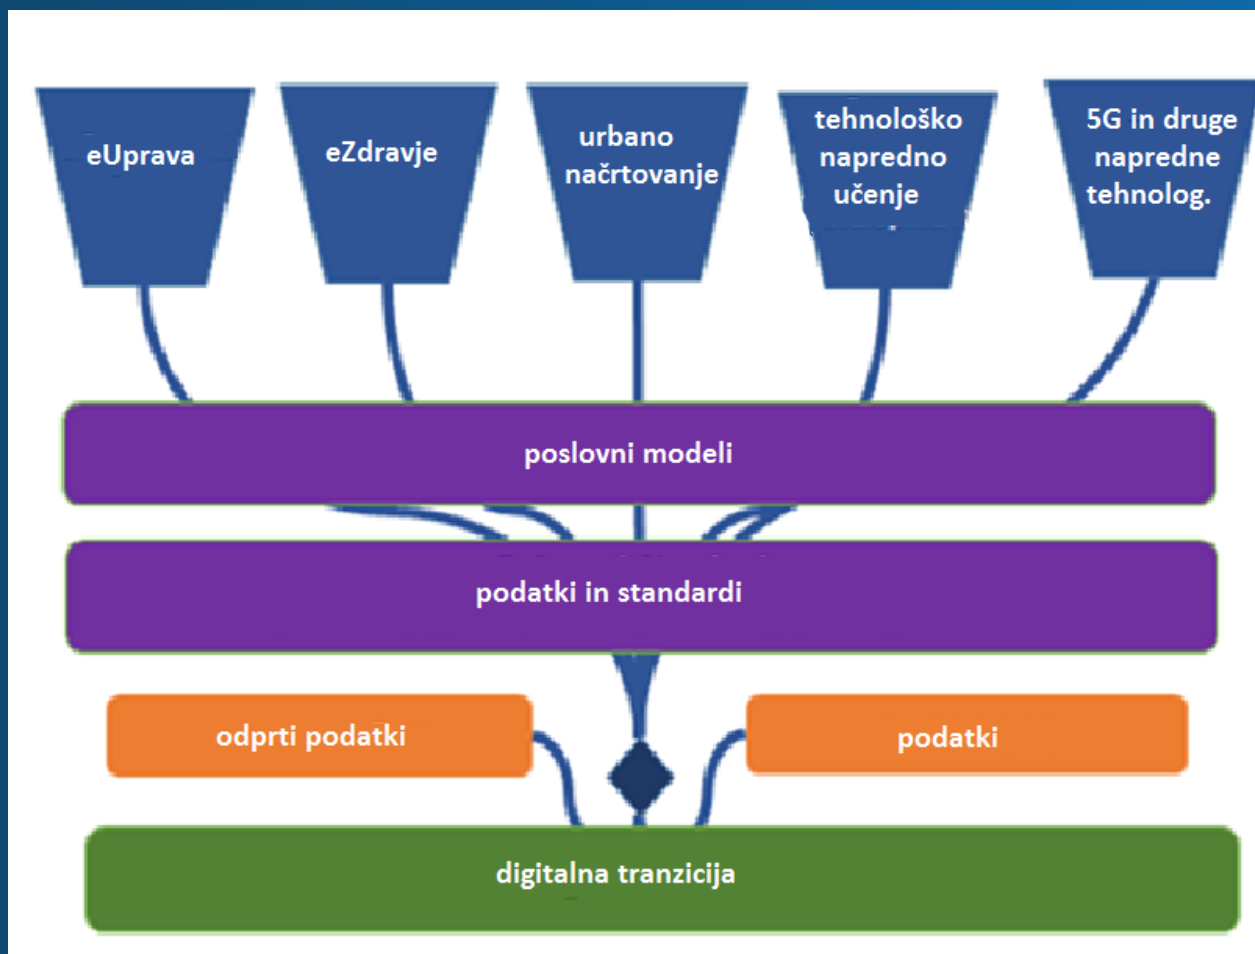 eUprava
eZdravje
urbano
načrtovanje
tehnološko
napredno
učenje
5G in druge
napredne
tehnolog.
poslovni modeli
podatki in standardi
odprti podatki
podatki
digitalna tranzicija